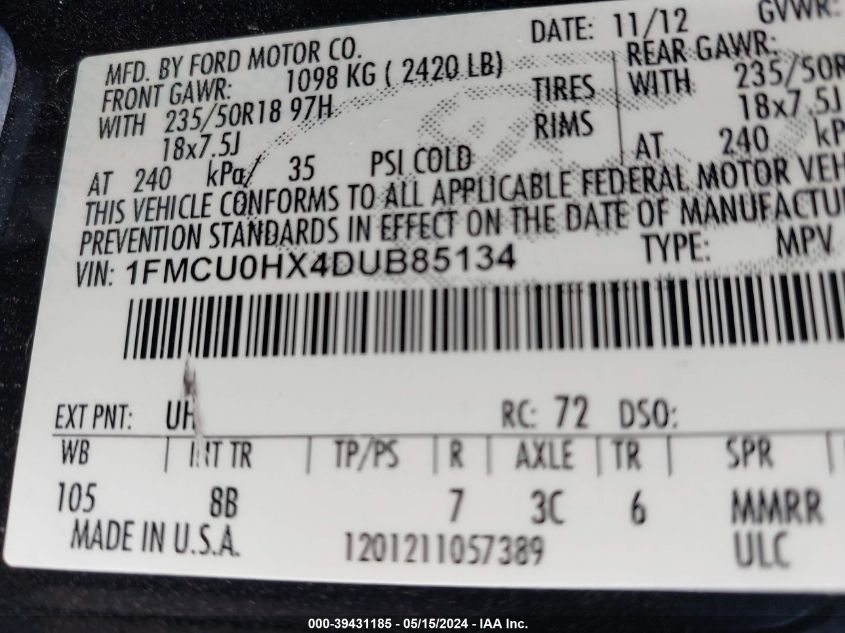 MFD. BY FORD MOTOR CO. DATE: 11/12 GVWR:
FRONT GAWR: 1098 KG ( 2420 LB) REAR GAWR:
WITH 235/50R18 97H TIRES WITH 235/50R
18x7.5J RIMS 18x7.5J
AT 240 kPa/ 35 PSI COLD AT 240 kP
THIS VEHICLE CONFORMS TO ALL APPLICABLE FEDERAL MOTOR VEH
PREVENTION STANDARDS IN EFFECT ON THE DATE OF MANUFACTU
VIN: 1FMCU0HX4DUB85134 TYPE: MPV
EXT PNT: UH RC: 72 DSO:
WB INT TR TP/PS R AXLE TR SPR
105 8B 7 3C 6 MMRR
MADE IN U.S.A. 1201211057389 ULC
000-39431185 - 05/15/2024 - IAA Inc.